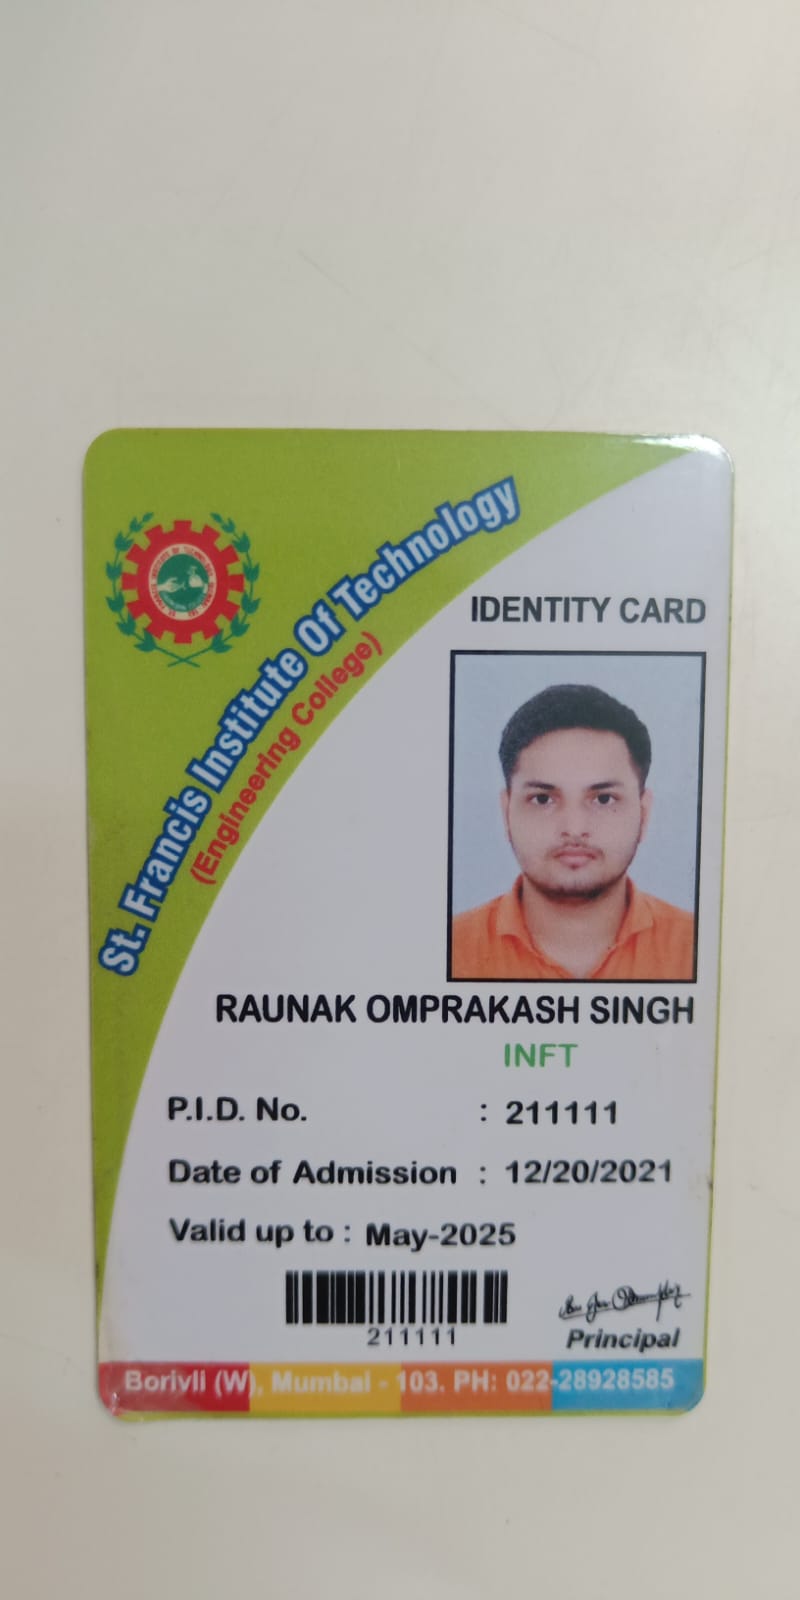 St. Francis Institute Of Technology
(Engineering College)
IDENTITY CARD
RAUNAK OMPRAKASH SINGH
INFT
P.I.D. No. : 211111
Date of Admission : 12/20/2021
Valid up to : May-2025
211111
Principal
Borivli (W), Mumbai - 103. PH: 022-28928585